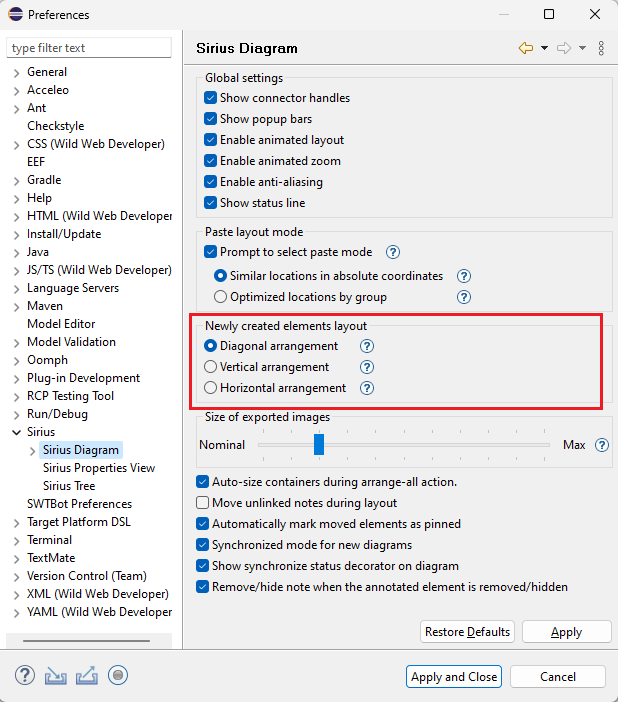 Preferences
type filter text
General
Acceleo
Ant
Checkstyle
CSS (Wild Web Developer)
EEF
Gradle
Help
HTML (Wild Web Developer
Install/Update
Java
JS/TS (Wild Web Developer)
Language Servers
Maven
Model Editor
Model Validation
Oomph
Plug-in Development
RCP Testing Tool
Run/Debug
Sirius
Sirius Diagram
Sirius Properties View
Sirius Tree
SWTBot Preferences
Target Platform DSL
Terminal
TextMate
Version Control (Team)
XML (Wild Web Developer)
YAML (Wild Web Developer
Sirius Diagram
Global settings
Show connector handles
Show popup bars
Enable animated layout
Enable animated zoom
Enable anti-aliasing
Show status line
Paste layout mode
Prompt to select paste mode ?
Similar locations in absolute coordinates ?
Optimized locations by group ?
Newly created elements layout
Diagonal arrangement ?
Vertical arrangement ?
Horizontal arrangement ?
Size of exported images
Nominal Max ?
Auto-size containers during arrange-all action.
Move unlinked notes during layout
Automatically mark moved elements as pinned
Synchronized mode for new diagrams
Show synchronize status decorator on diagram
Remove/hide note when the annotated element is removed/hidden
Restore Defaults Apply
? Apply and Close Cancel